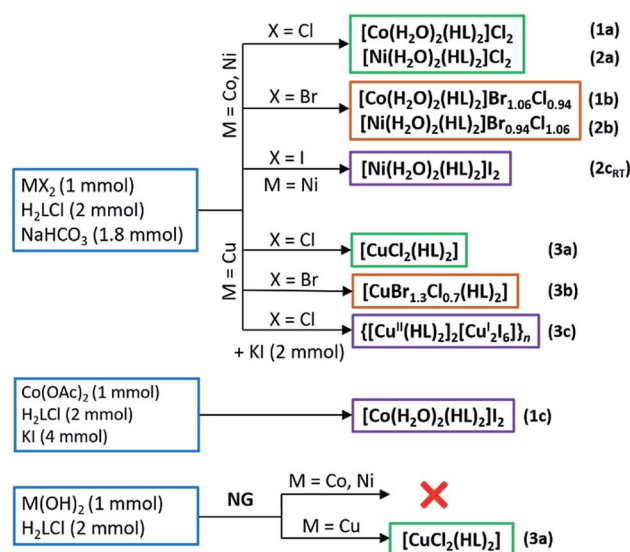 X = Cl
[Co(H₂O)₂(HL)₂]Cl₂ (1a)
[Ni(H₂O)₂(HL)₂]Cl₂ (2a)
M = Co, Ni
X = Br
[Co(H₂O)₂(HL)₂]Br₁.₀₆Cl₀.₉₄ (1b)
[Ni(H₂O)₂(HL)₂]Br₀.₉₄Cl₁.₀₆ (2b)
X = I
M = Ni
[Ni(H₂O)₂(HL)₂]I₂ (2c_RT)
MX₂ (1 mmol)
H₂LCl (2 mmol)
NaHCO₃ (1.8 mmol)
M = Cu
X = Cl
[CuCl₂(HL)₂] (3a)
X = Br
[CuBr₁.₃Cl₀.₇(HL)₂] (3b)
X = Cl
+ KI (2 mmol)
{[Cuᴵᴵ(HL)₂]₂[Cuᴵ₂I₆]}ₙ (3c)
Co(OAc)₂ (1 mmol)
H₂LCl (2 mmol)
KI (4 mmol)
[Co(H₂O)₂(HL)₂]I₂ (1c)
M(OH)₂ (1 mmol)
H₂LCl (2 mmol)
NG
M = Co, Ni
M = Cu
[CuCl₂(HL)₂] (3a)